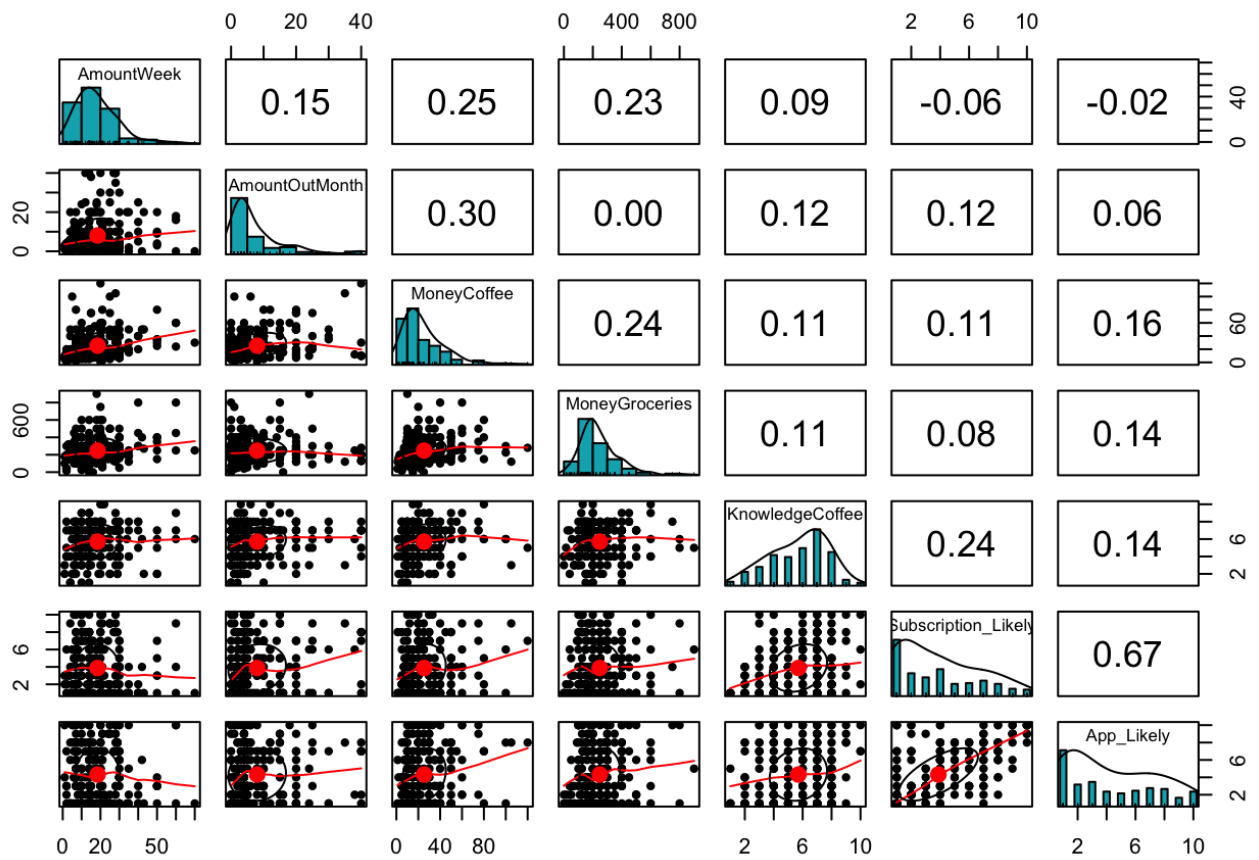 0 20 40 0 400 800 2 6 10
AmountWeek 0.15 0.25 0.23 0.09 -0.06 -0.02 0 40
0 20 AmountOutMonth 0.30 0.00 0.12 0.12 0.06
MoneyCoffee 0.24 0.11 0.11 0.16 0 60
0 600 MoneyGroceries 0.11 0.08 0.14
KnowledgeCoffee 0.24 0.14 2 6
2 6 Subscription_Likely 0.67
App_Likely 2 6
0 20 50 0 40 80 2 6 10 2 6 10